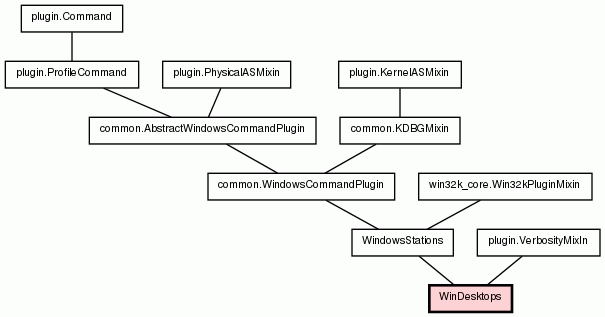 plugin.Command
plugin.ProfileCommand
plugin.PhysicalASMixin
plugin.KernelASMixin
common.AbstractWindowsCommandPlugin
common.KDBGMixin
common.WindowsCommandPlugin
win32k_core.Win32kPluginMixin
WindowsStations
plugin.VerbosityMixIn
WinDesktops